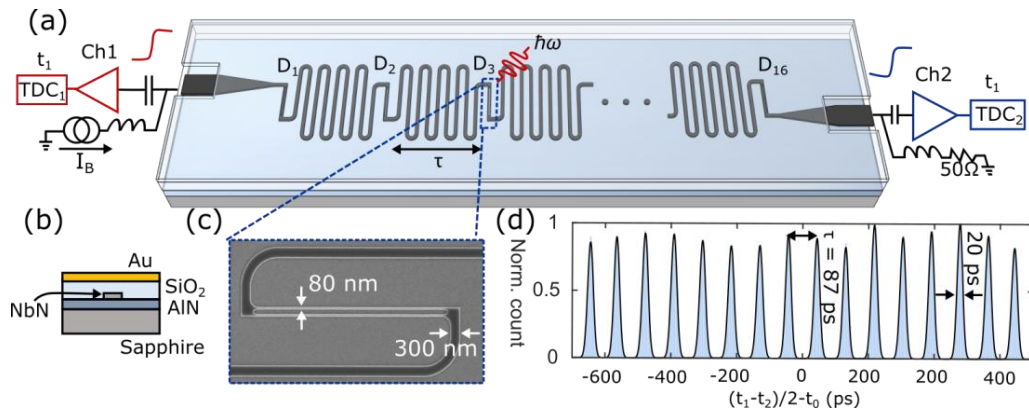 (a)
ħω
t₁
Ch1
D₁
D₂
D₃
D₁₆
Ch2
t₁
TDC₁
TDC₂
I_B
τ
50Ω
(b)
(c)
(d)
Au
SiO₂
NbN
AlN
Sapphire
80 nm
300 nm
Norm. count
1
0.5
0
τ = 87 ps
20 ps
-600
-400
-200
0
200
200
400
(t₁-t₂)/2-t₀ (ps)